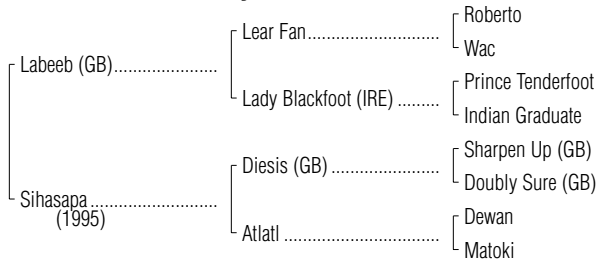 Roberto
Lear Fan..............................
Wac
Labeeb (GB).......................
Prince Tenderfoot
Lady Blackfoot (IRE) .........
Indian Graduate
Sharpen Up (GB)
Diesis (GB) ........................
Doubly Sure (GB)
Sihasapa............................
(1995)
Dewan
Atlatl ..................................
Matoki